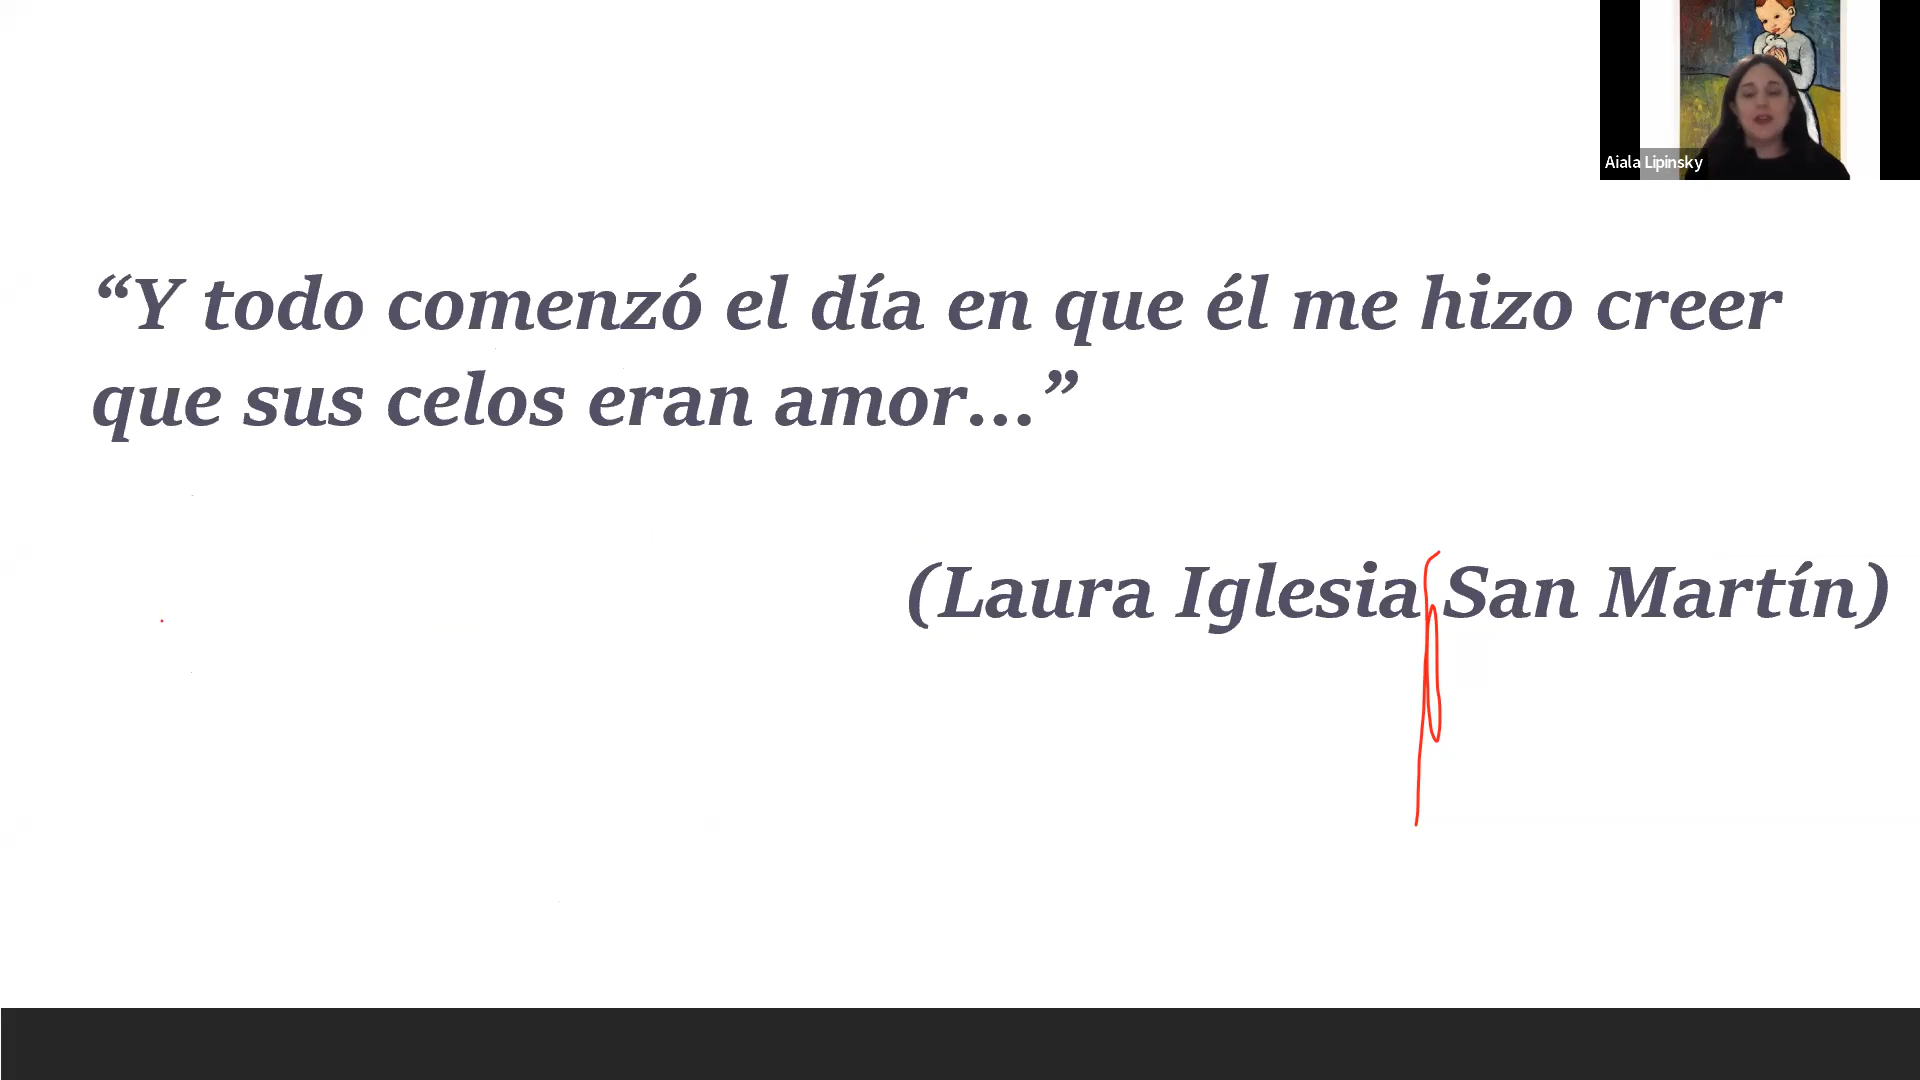 Aiala Lipinsky
“Y todo comenzó el día en que él me hizo creer
que sus celos eran amor…”
(Laura Iglesia San Martín)